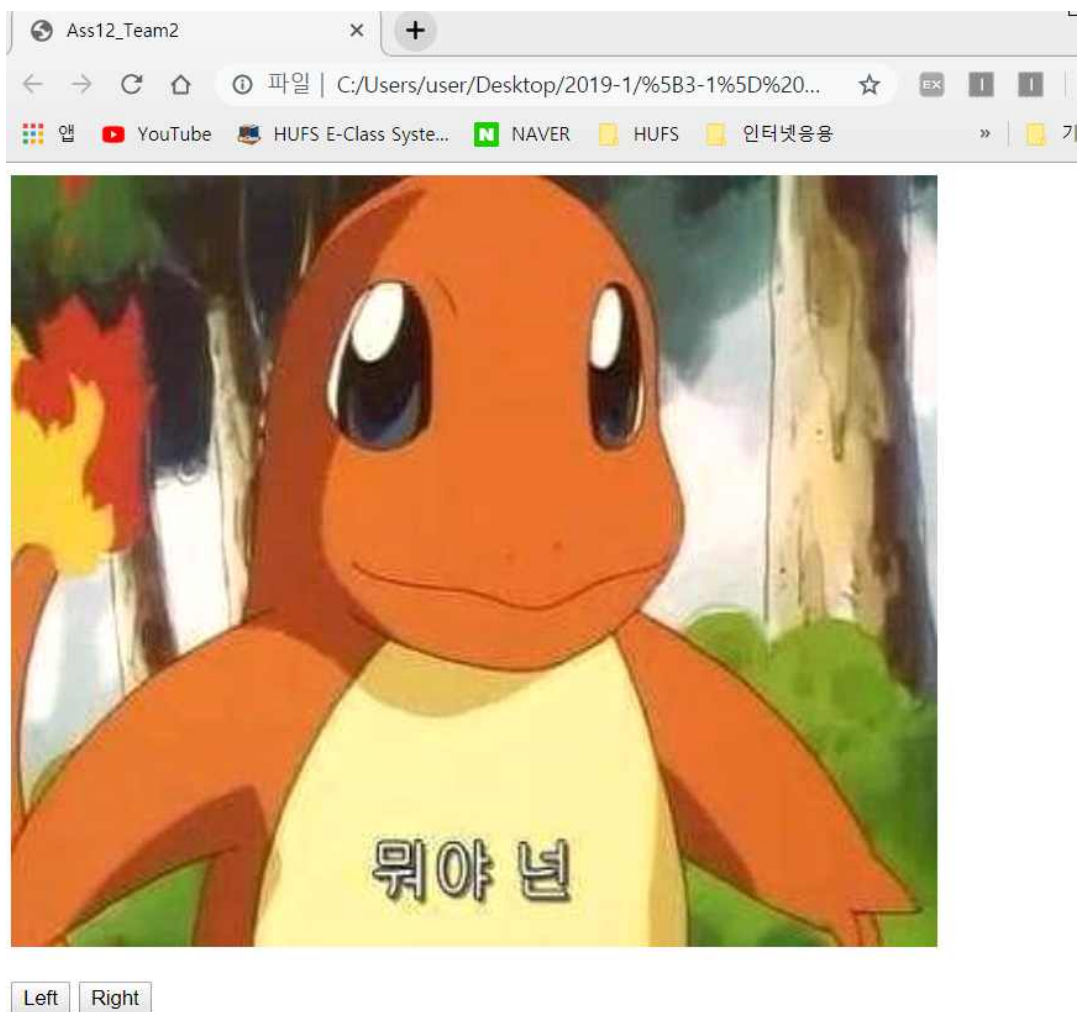 Ass12_Team2
파일 | C:/Users/user/Desktop/2019-1/%5B3-1%5D%20...
앱 YouTube HUFS E-Class Syste... NAVER HUFS 인터넷응용 »
뭐야 넌
Left Right